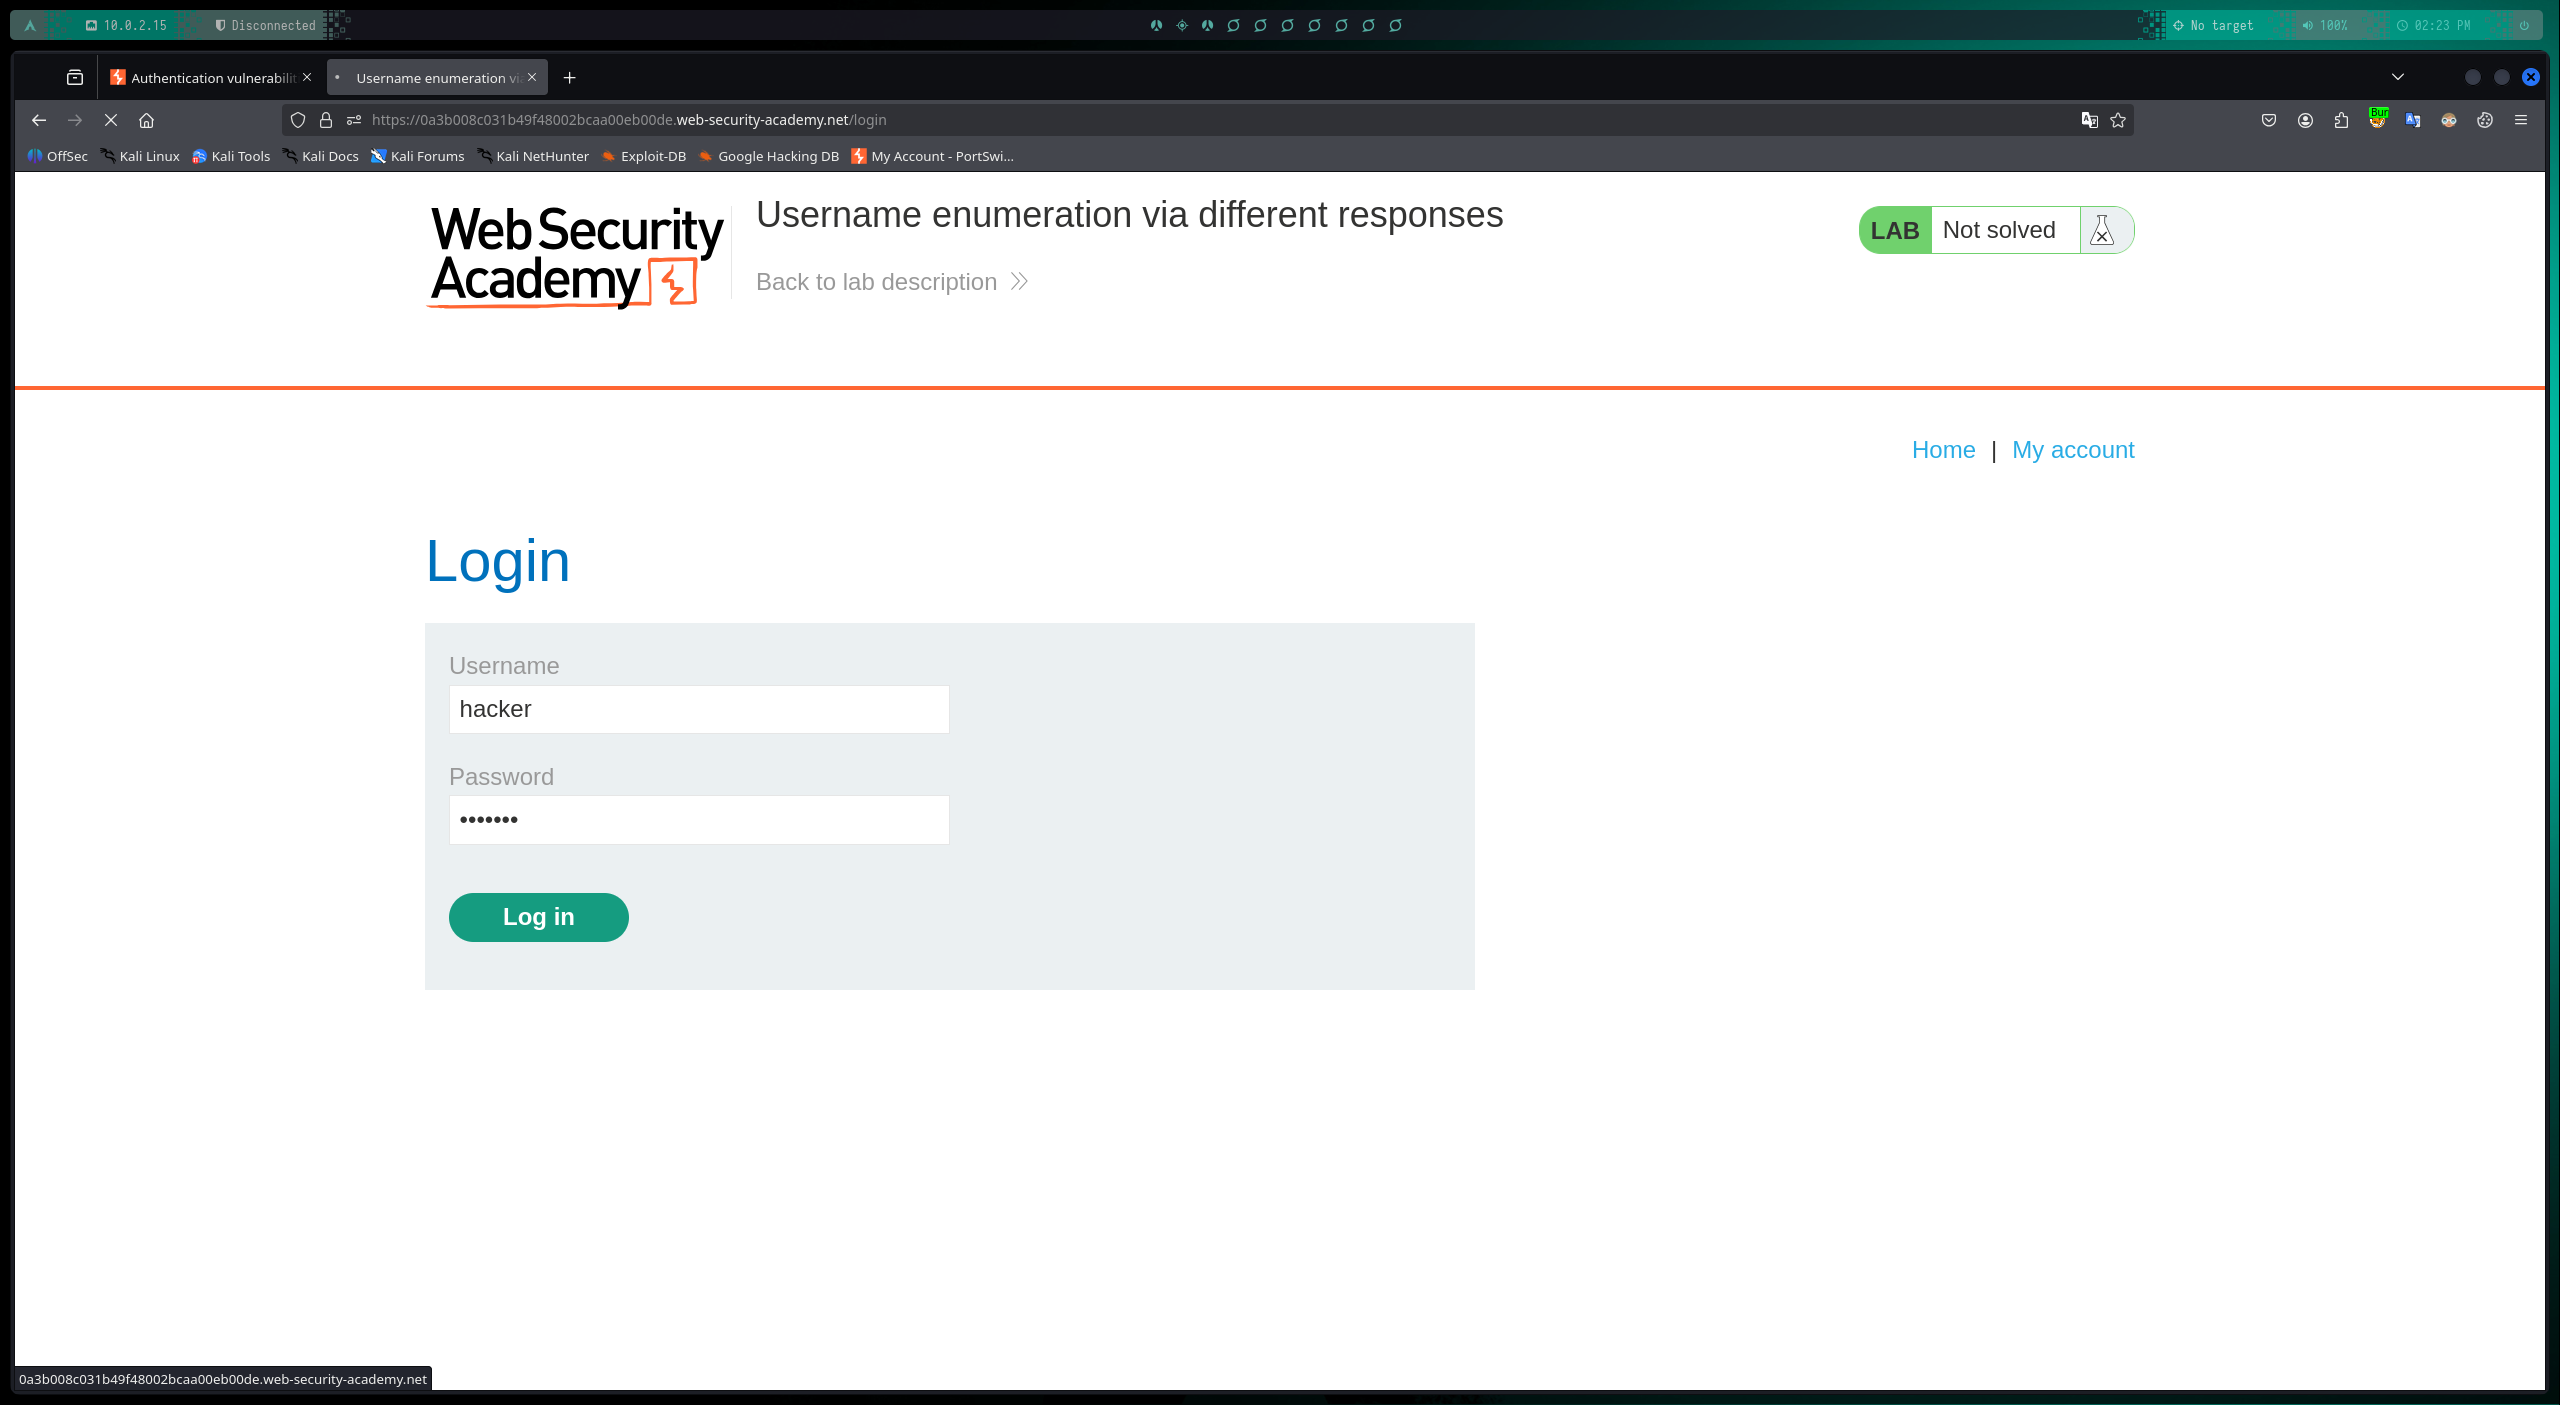 10.0.2.15 Disconnected No target 100% 02:23 PM
Authentication vulnerabilit Username enumeration vi
https://0a3b008c031b49f48002bcaa00eb00de.web-security-academy.net/login Bur
OffSec Kali Linux Kali Tools Kali Docs Kali Forums Kali NetHunter Exploit-DB Google Hacking DB My Account - PortSwi...
Web Security
Academy
Username enumeration via different responses
Back to lab description
LAB Not solved
Home | My account
Login
Username
hacker
Password
•••••••
Log in
0a3b008c031b49f48002bcaa00eb00de.web-security-academy.net